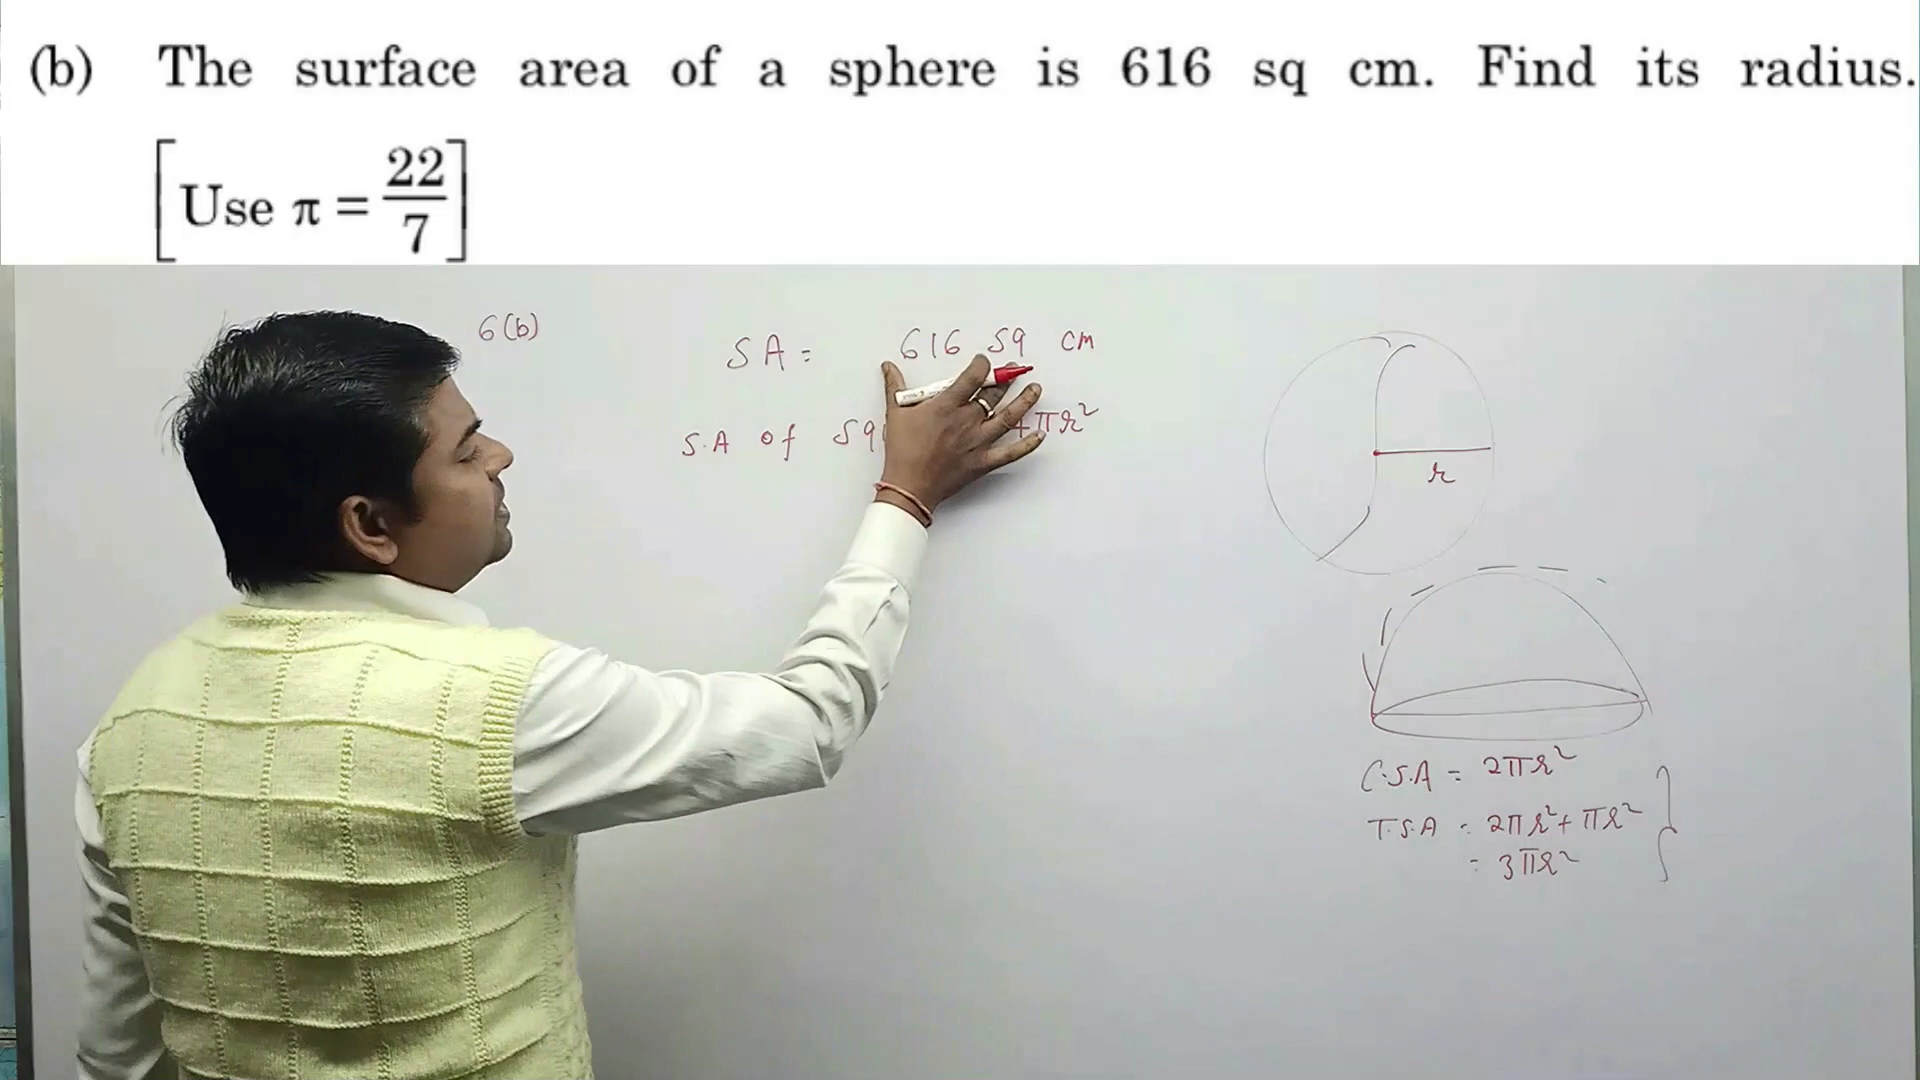 (b) The surface area of a sphere is 616 sq cm. Find its radius.
[Use π = 22/7]
6(b)
SA = 616 sq cm
S.A of 4πr²
r
C.S.A = 2πr²
T.S.A = 2πr² + πr²
= 3πr²